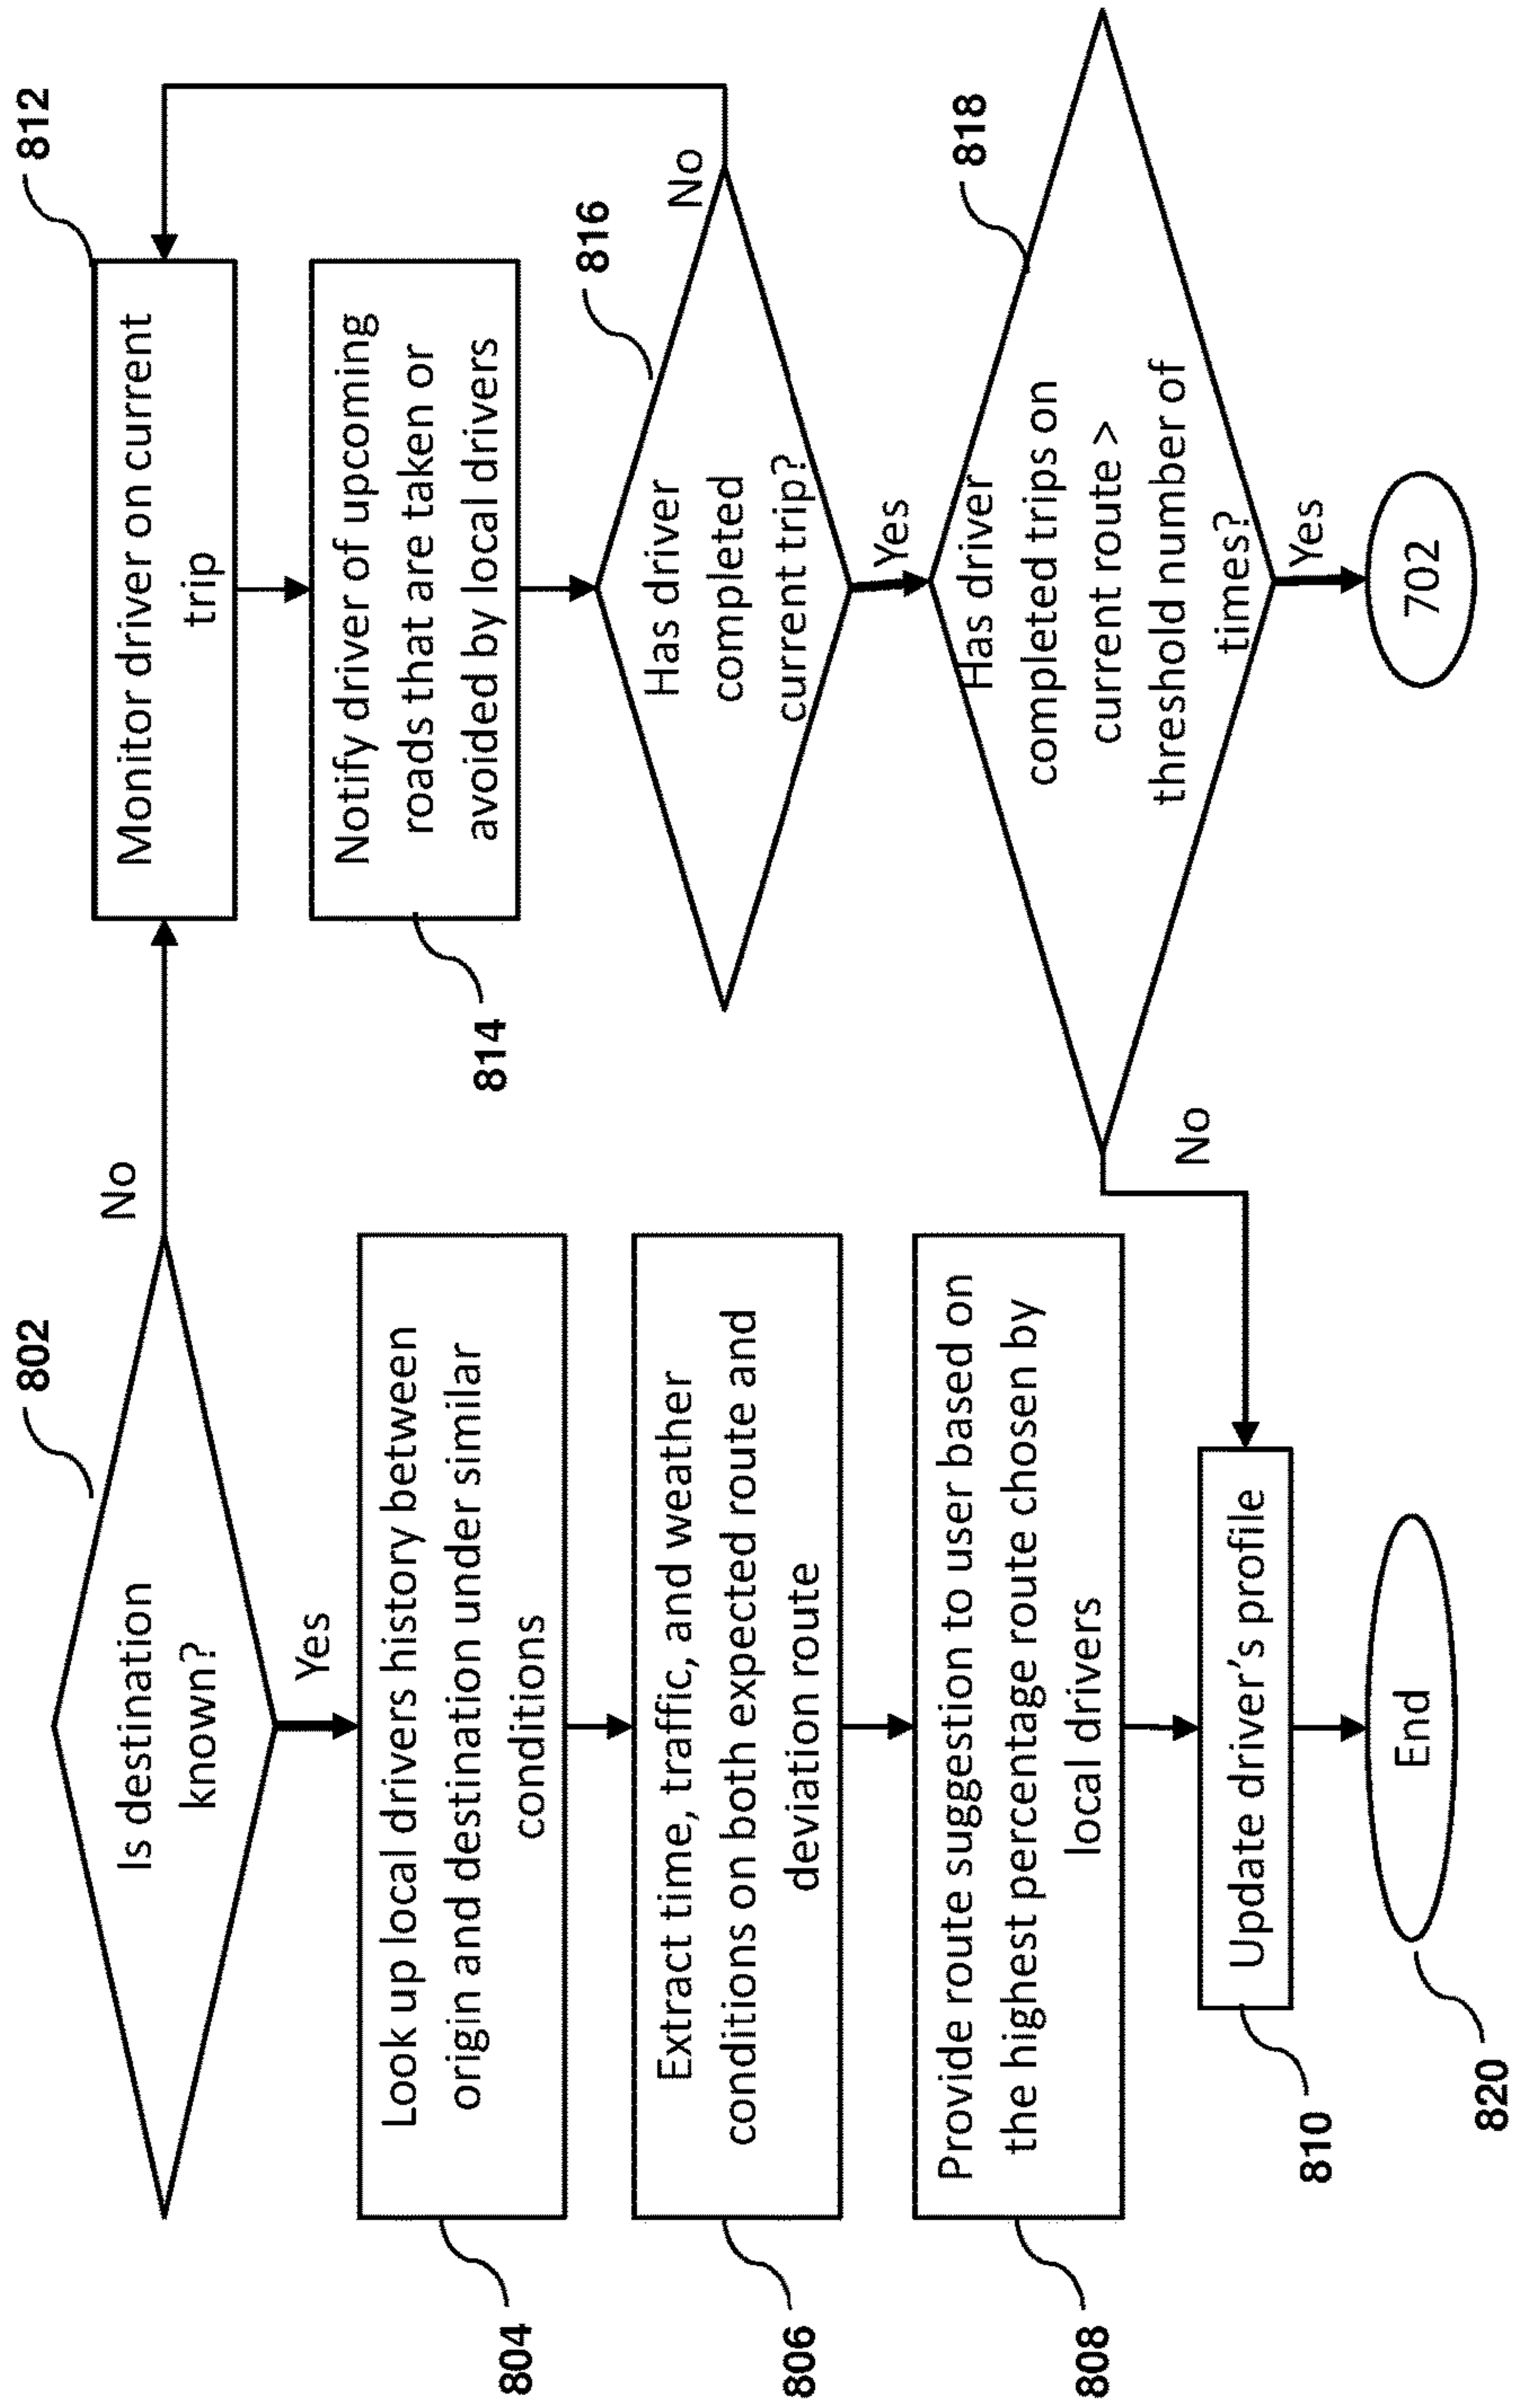 802
Is destination
known?
No
Yes
804
Look up local drivers history between
origin and destination under similar
conditions
806
Extract time, traffic, and weather
conditions on both expected route and
deviation route
808
Provide route suggestion to user based on
the highest percentage route chosen by
local drivers
810
Update driver's profile
820
End
812
Monitor driver on current
trip
814
Notify driver of upcoming
roads that are taken or
avoided by local drivers
816
Has driver
completed
current trip?
No
Yes
818
Has driver
completed trips on
current route >
threshold number of
times?
No
Yes
702